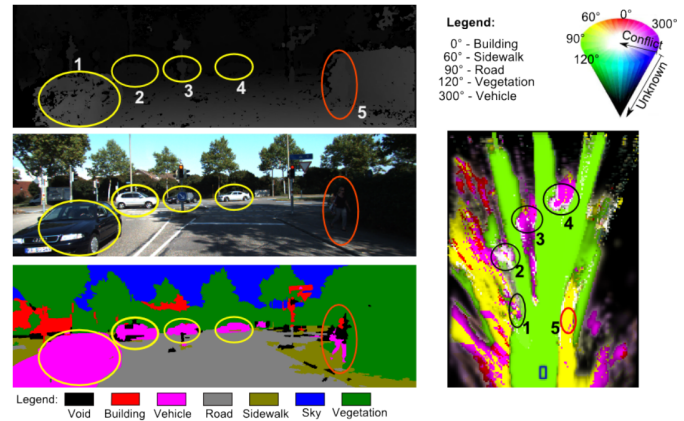 1
2
3
4
5
Legend:
0° - Building
60° - Sidewalk
90° - Road
120° - Vegetation
300° - Vehicle
0°
60°
300°
90°
120°
Conflict
Unknown
1
2
3
4
5
Legend:
Void
Building
Vehicle
Road
Sidewalk
Sky
Vegetation